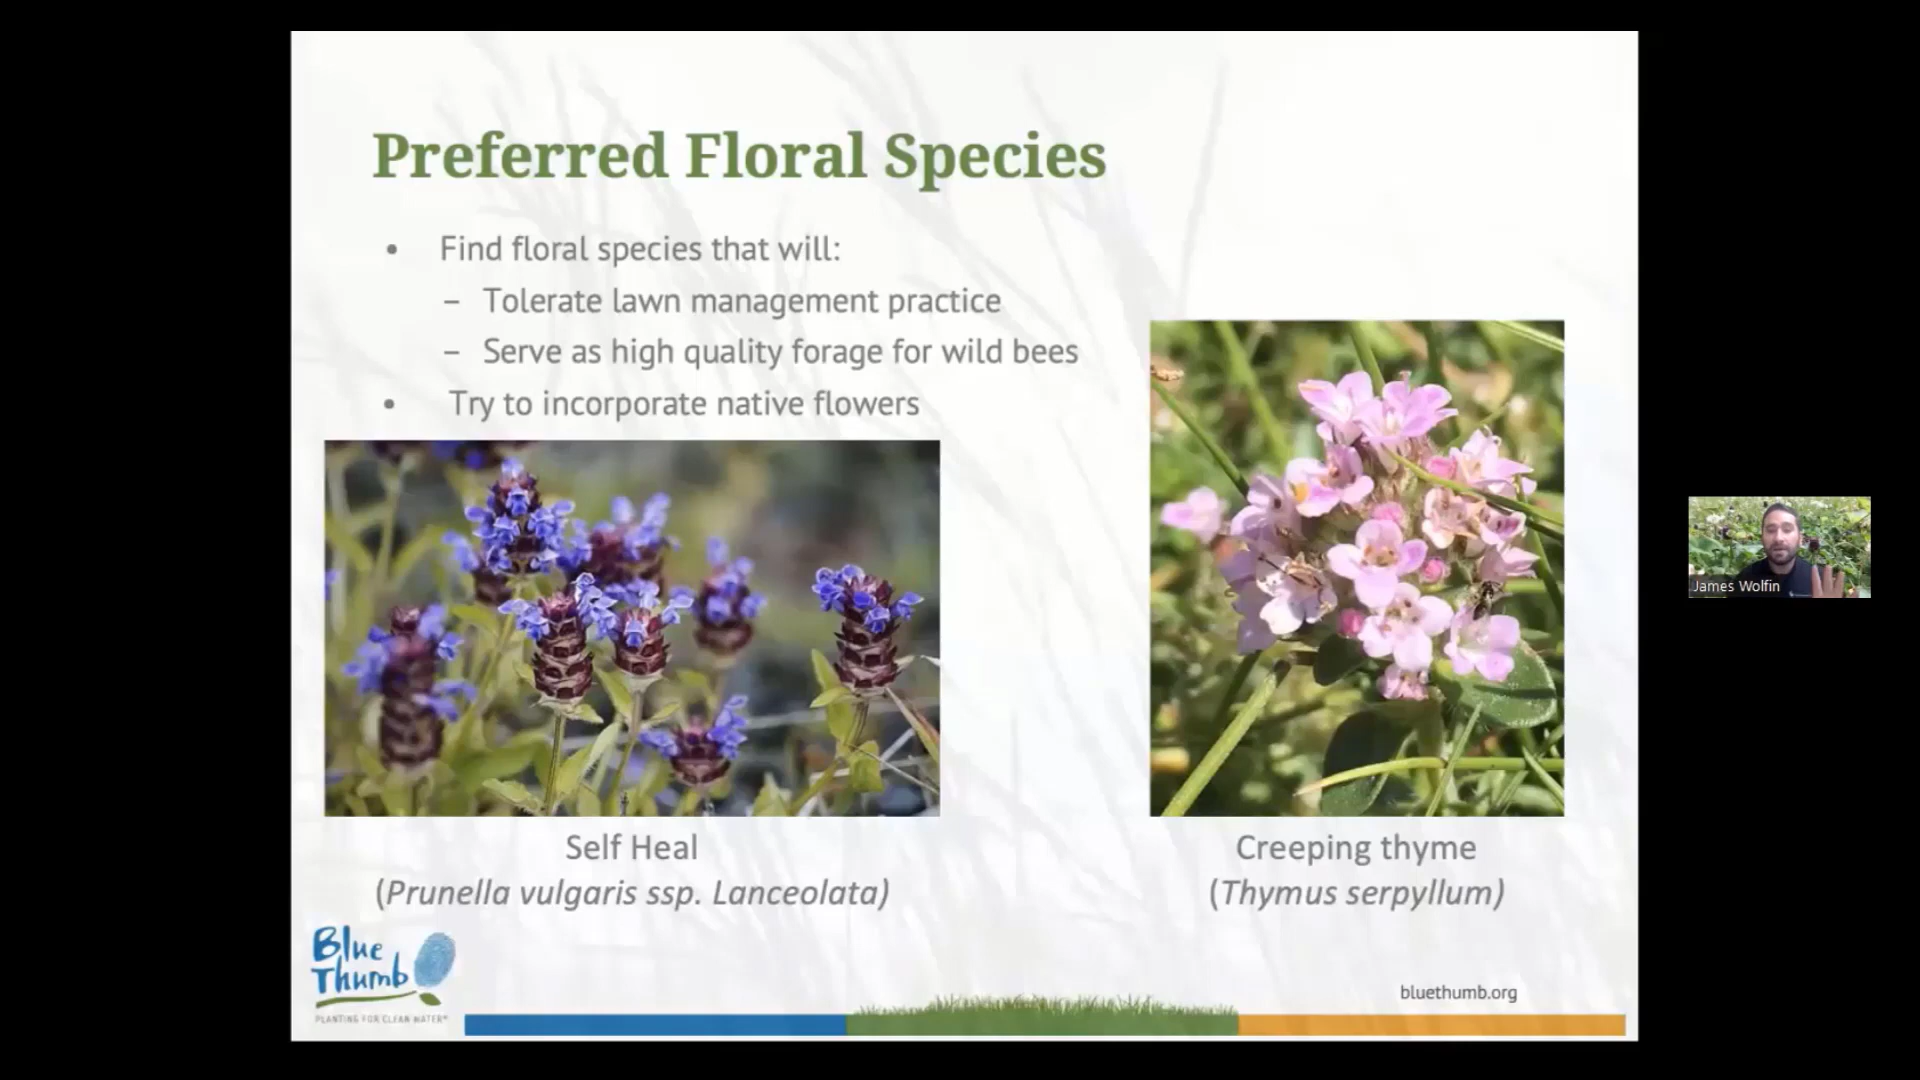 Preferred Floral Species
• Find floral species that will:
– Tolerate lawn management practice
– Serve as high quality forage for wild bees
• Try to incorporate native flowers
Self Heal
(Prunella vulgaris ssp. Lanceolata)
Creeping thyme
(Thymus serpyllum)
James Wolfin
Blue
Thumb
PLANTING FOR CLEAN WATER®
bluethumb.org